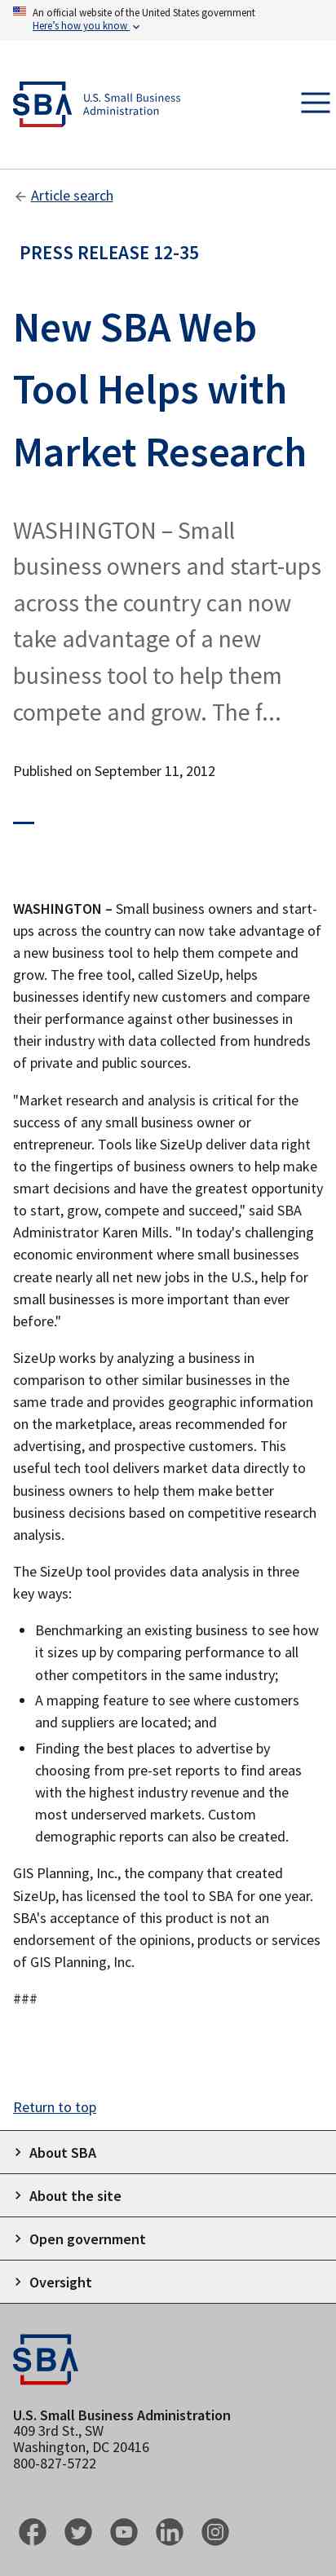 An official website of the United States government
Here's how you know
SBA
U.S. Small Business
Administration
Article search
PRESS RELEASE 12-35
New SBA Web
Tool Helps with
Market Research
WASHINGTON – Small
business owners and start-ups
across the country can now
take advantage of a new
business tool to help them
compete and grow. The f...
Published on September 11, 2012
WASHINGTON – Small business owners and start-
ups across the country can now take advantage of
a new business tool to help them compete and
grow. The free tool, called SizeUp, helps
businesses identify new customers and compare
their performance against other businesses in
their industry with data collected from hundreds
of private and public sources.
"Market research and analysis is critical for the
success of any small business owner or
entrepreneur. Tools like SizeUp deliver data right
to the fingertips of business owners to help make
smart decisions and have the greatest opportunity
to start, grow, compete and succeed," said SBA
Administrator Karen Mills. "In today's challenging
economic environment where small businesses
create nearly all net new jobs in the U.S., help for
small businesses is more important than ever
before."
SizeUp works by analyzing a business in
comparison to other similar businesses in the
same trade and provides geographic information
on the marketplace, areas recommended for
advertising, and prospective customers. This
useful tech tool delivers market data directly to
business owners to help them make better
business decisions based on competitive research
analysis.
The SizeUp tool provides data analysis in three
key ways:
• Benchmarking an existing business to see how
it sizes up by comparing performance to all
other competitors in the same industry;
• A mapping feature to see where customers
and suppliers are located; and
• Finding the best places to advertise by
choosing from pre-set reports to find areas
with the highest industry revenue and the
most underserved markets. Custom
demographic reports can also be created.
GIS Planning, Inc., the company that created
SizeUp, has licensed the tool to SBA for one year.
SBA's acceptance of this product is not an
endorsement of the opinions, products or services
of GIS Planning, Inc.
###
Return to top
About SBA
About the site
Open government
Oversight
SBA
U.S. Small Business Administration
409 3rd St., SW
Washington, DC 20416
800-827-5722